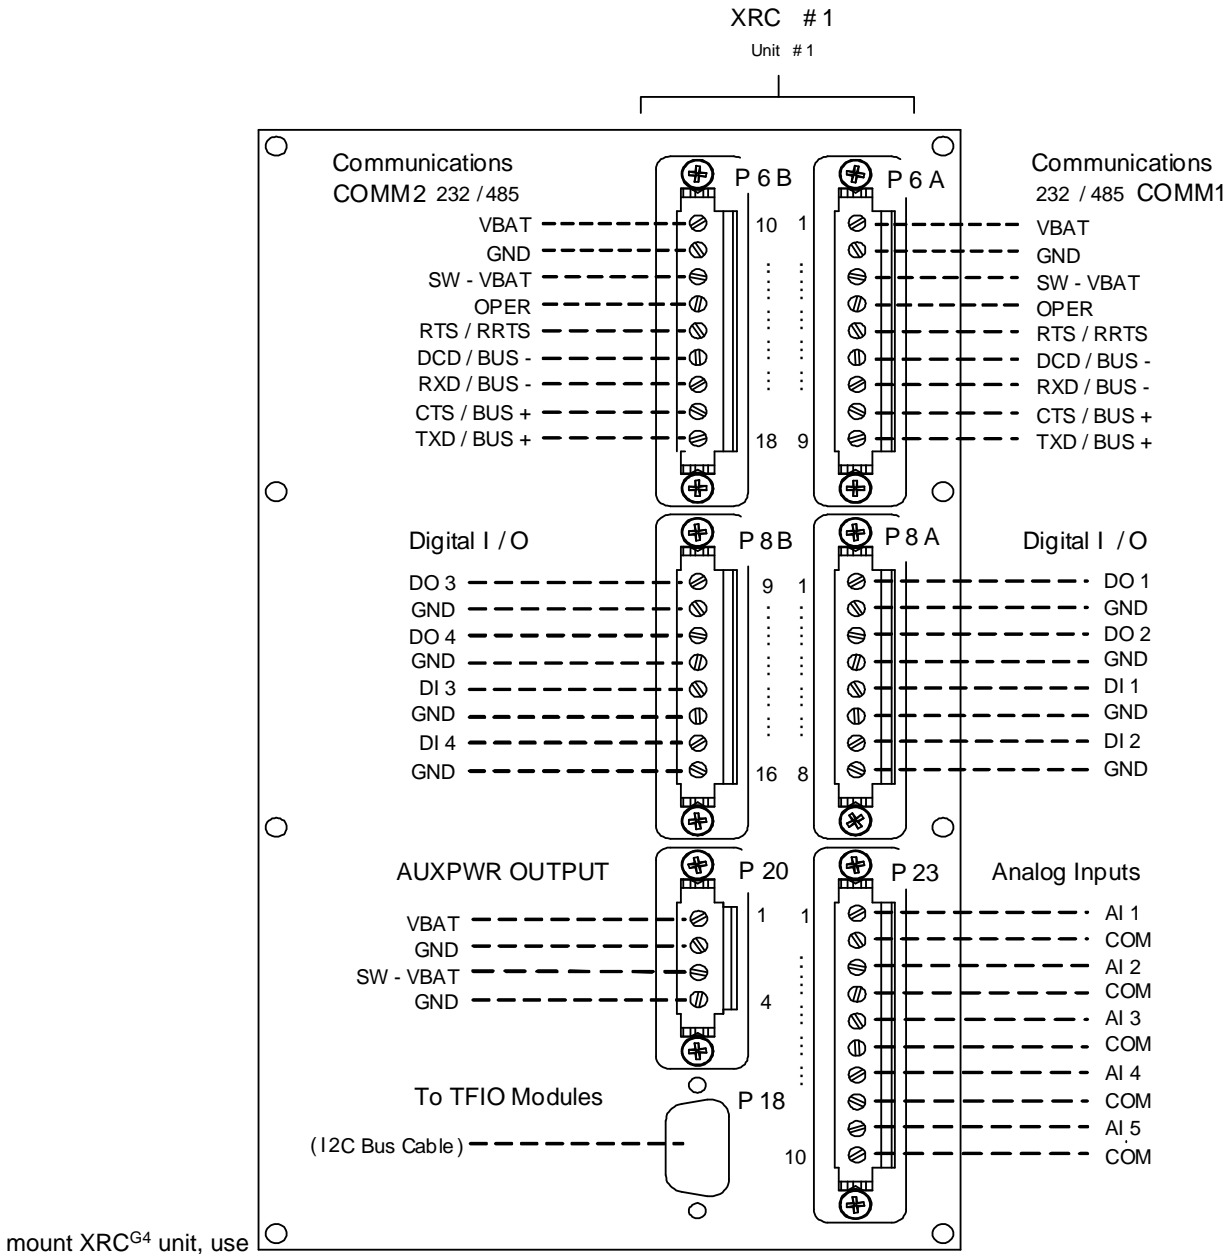 XRC # 1
Unit # 1
Communications
COMM2 232 / 485
VBAT
GND
SW - VBAT
OPER
RTS / RRTS
DCD / BUS -
RXD / BUS -
CTS / BUS +
TXD / BUS +
P 6 B
10
18
P 6 A
1
9
Communications
232 / 485 COMM1
VBAT
GND
SW - VBAT
OPER
RTS / RRTS
DCD / BUS -
RXD / BUS -
CTS / BUS +
TXD / BUS +
Digital I / O
DO 3
GND
DO 4
GND
DI 3
GND
DI 4
GND
P 8 B
9
16
P 8 A
1
8
Digital I / O
DO 1
GND
DO 2
GND
DI 1
GND
DI 2
GND
AUXPWR OUTPUT
VBAT
GND
SW - VBAT
GND
P 20
1
4
P 23
1
10
Analog Inputs
AI 1
COM
AI 2
COM
AI 3
COM
AI 4
COM
AI 5
COM
To TFIO Modules
(I2C Bus Cable)
P 18
mount XRCG4 unit, use